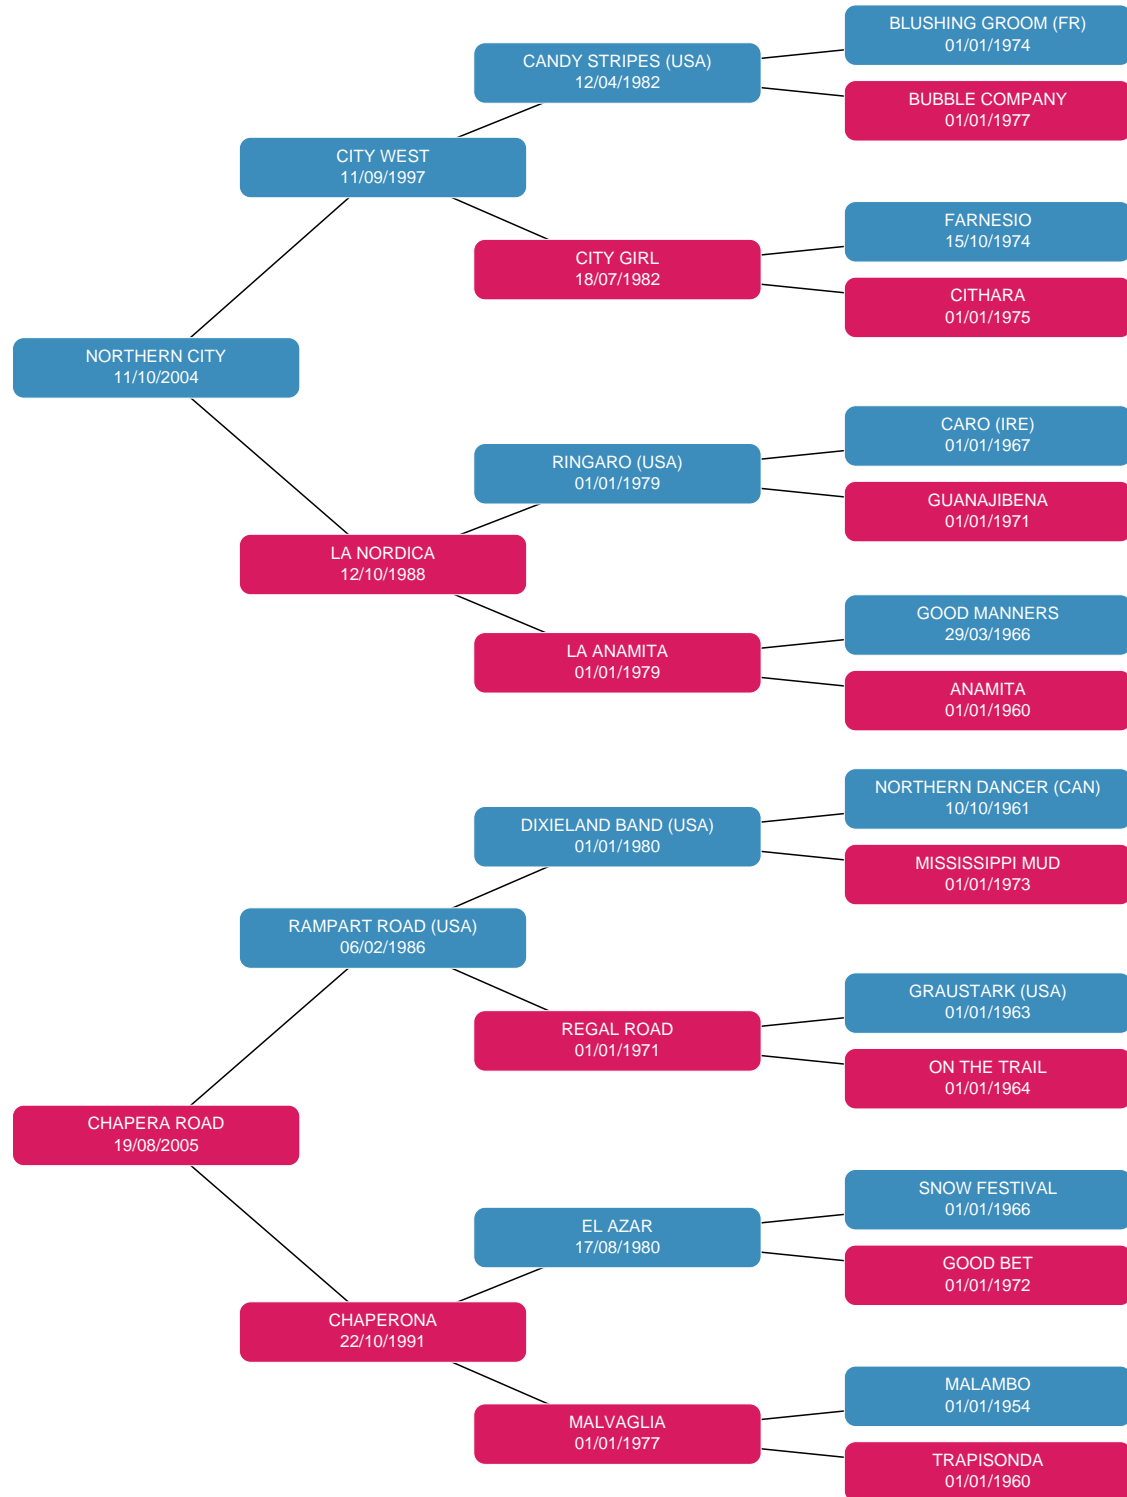 BLUSHING GROOM (FR)
01/01/1974
CANDY STRIPES (USA)
12/04/1982
BUBBLE COMPANY
01/01/1977
CITY WEST
11/09/1997
FARNESIO
15/10/1974
CITY GIRL
18/07/1982
CITHARA
01/01/1975
NORTHERN CITY
11/10/2004
CARO (IRE)
01/01/1967
RINGARO (USA)
01/01/1979
GUANAJIBENA
01/01/1971
LA NORDICA
12/10/1988
GOOD MANNERS
29/03/1966
LA ANAMITA
01/01/1979
ANAMITA
01/01/1960
NORTHERN DANCER (CAN)
10/10/1961
DIXIELAND BAND (USA)
01/01/1980
MISSISSIPPI MUD
01/01/1973
RAMPART ROAD (USA)
06/02/1986
GRAUSTARK (USA)
01/01/1963
REGAL ROAD
01/01/1971
ON THE TRAIL
01/01/1964
CHAPERA ROAD
19/08/2005
SNOW FESTIVAL
01/01/1966
EL AZAR
17/08/1980
GOOD BET
01/01/1972
CHAPERONA
22/10/1991
MALAMBO
01/01/1954
MALVAGLIA
01/01/1977
TRAPISONDA
01/01/1960